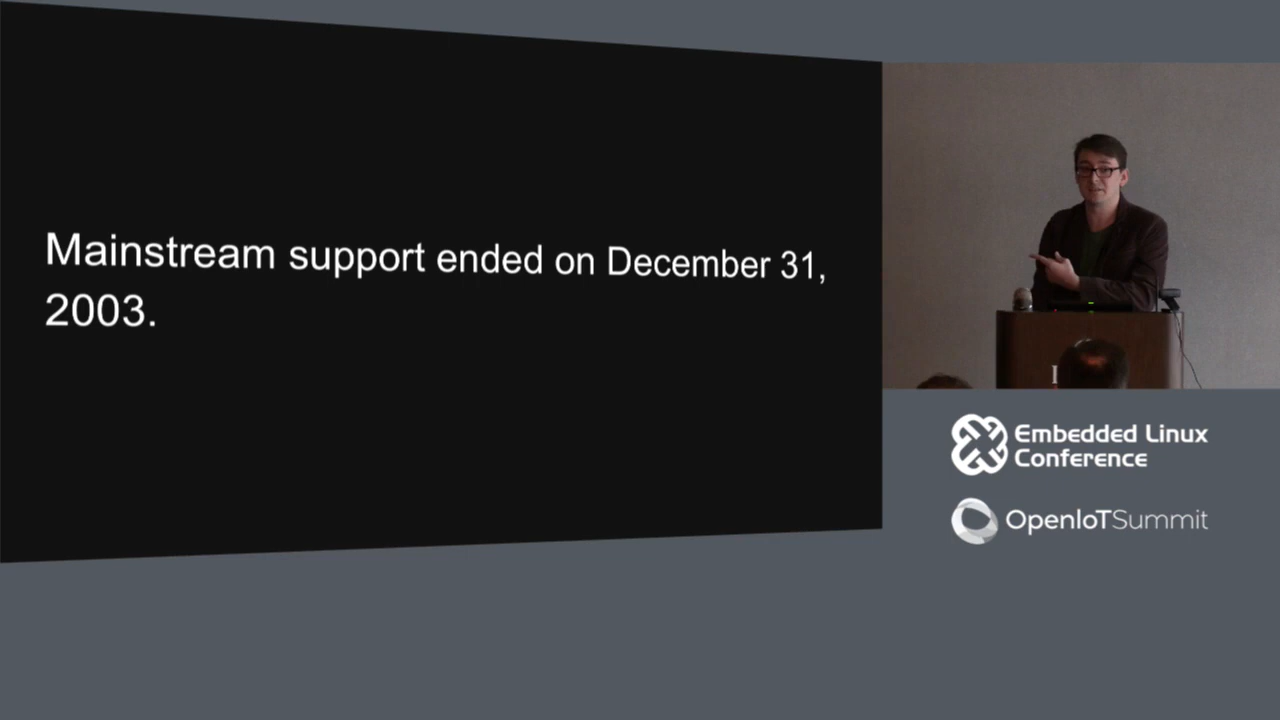 Mainstream support ended on December 31,
2003.
Embedded Linux
Conference
OpenIoTSummit